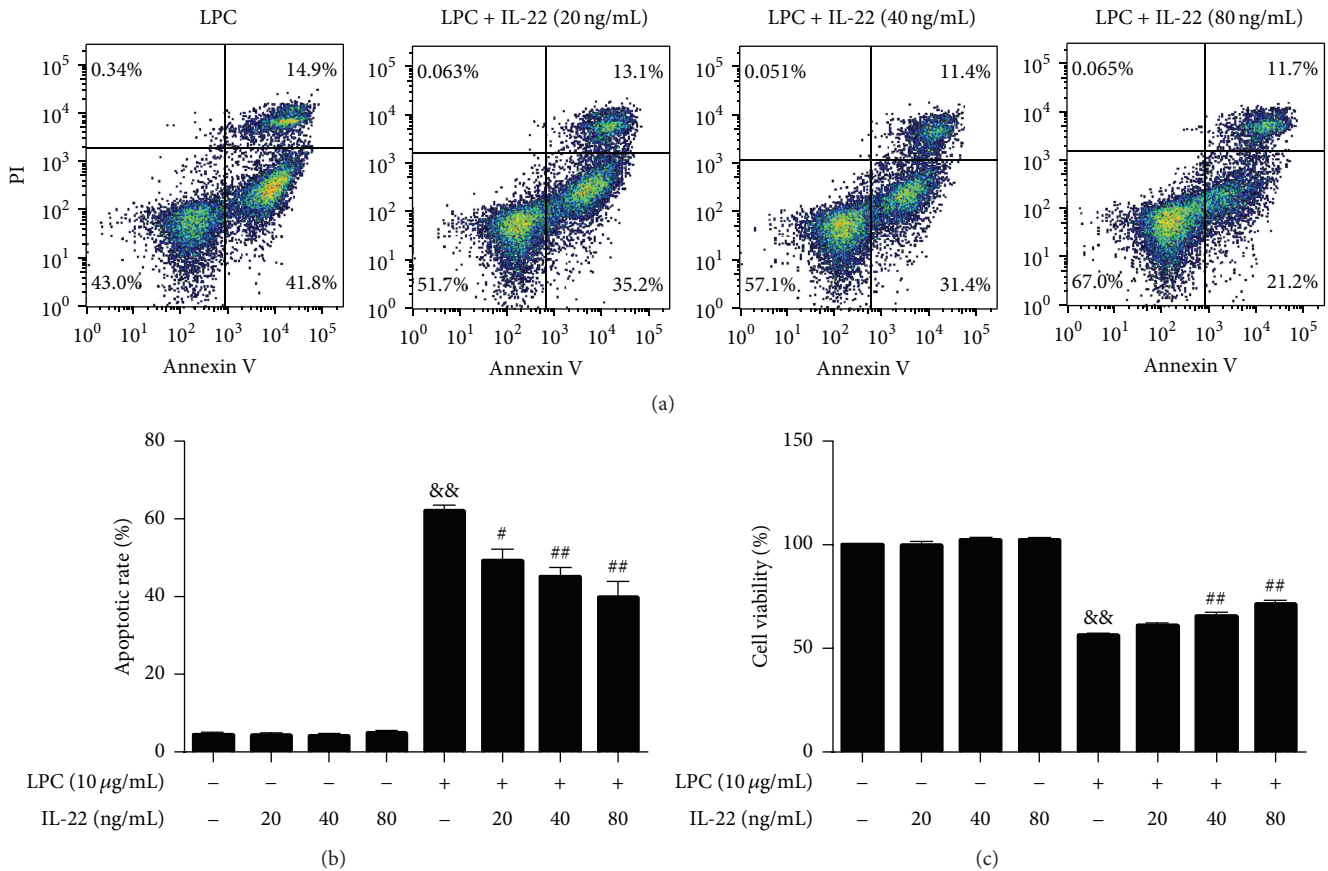 LPC
LPC + IL-22 (20 ng/mL)
LPC + IL-22 (40 ng/mL)
LPC + IL-22 (80 ng/mL)
PI
10⁵
10⁴
10³
10²
10¹
10⁰
0.34%
14.9%
43.0%
41.8%
10⁰ 10¹ 10² 10³ 10⁴ 10⁵
Annexin V
10⁵
10⁴
10³
10²
10¹
10⁰
0.063%
13.1%
51.7%
35.2%
10⁰ 10¹ 10² 10³ 10⁴ 10⁵
Annexin V
10⁵
10⁴
10³
10²
10¹
10⁰
0.051%
11.4%
57.1%
31.4%
10⁰ 10¹ 10² 10³ 10⁴ 10⁵
Annexin V
10⁵
10⁴
10³
10²
10¹
10⁰
0.065%
11.7%
67.0%
21.2%
10⁰ 10¹ 10² 10³ 10⁴ 10⁵
Annexin V
(a)
Apoptotic rate (%)
80
60
40
20
0
&&
#
##
##
LPC (10 μg/mL) – – – – + + + +
IL-22 (ng/mL) – 20 40 80 – 20 40 80
(b)
Cell viability (%)
150
100
50
0
&&
##
##
LPC (10 μg/mL) – – – – + + + +
IL-22 (ng/mL) – 20 40 80 – 20 40 80
(c)